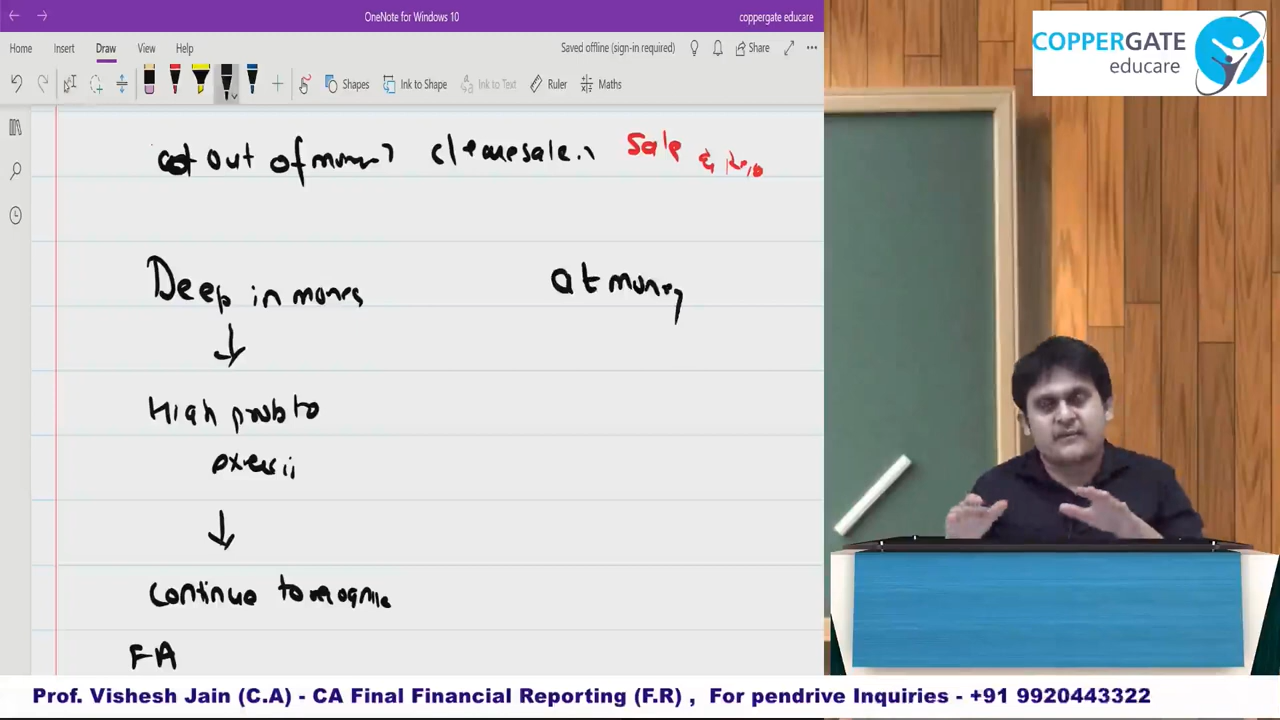 OneNote for Windows 10
coppergate educare
Home Insert Draw View Help
Saved offline (sign-in required)
Share
Shapes
Ink to Shape
Ink to Text
Ruler
Maths
COPPERGATE
educare
out of money
Sale &
Deep in money
at money
High prob to
Continue to recognise
FA
Prof. Vishesh Jain (C.A) - CA Final Financial Reporting (F.R) , For pendrive Inquiries - +91 9920443322